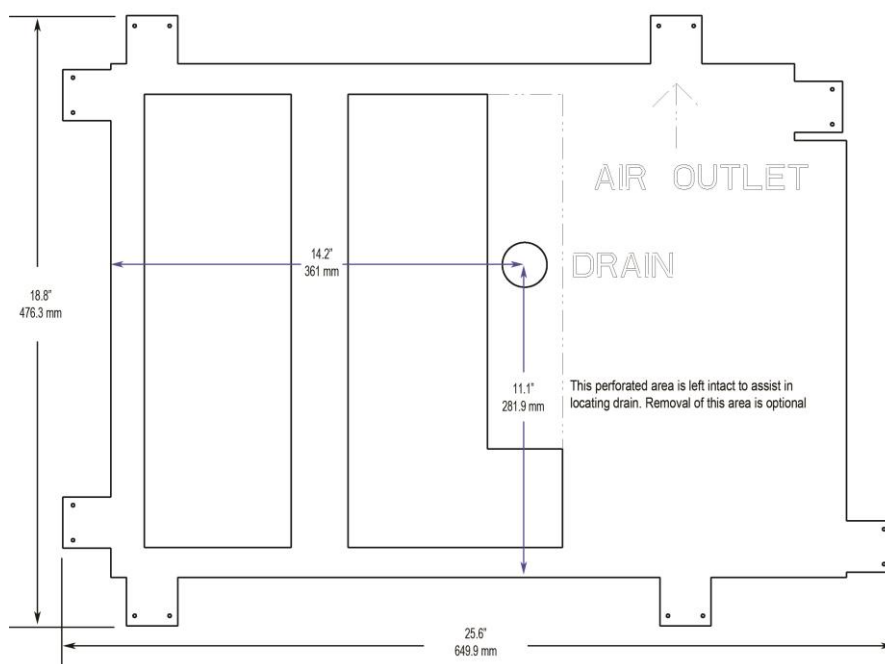 AIR OUTLET
14.2"
361 mm
DRAIN
18.8"
476.3 mm
11.1"
281.9 mm
This perforated area is left intact to assist in
locating drain. Removal of this area is optional
25.6"
649.9 mm